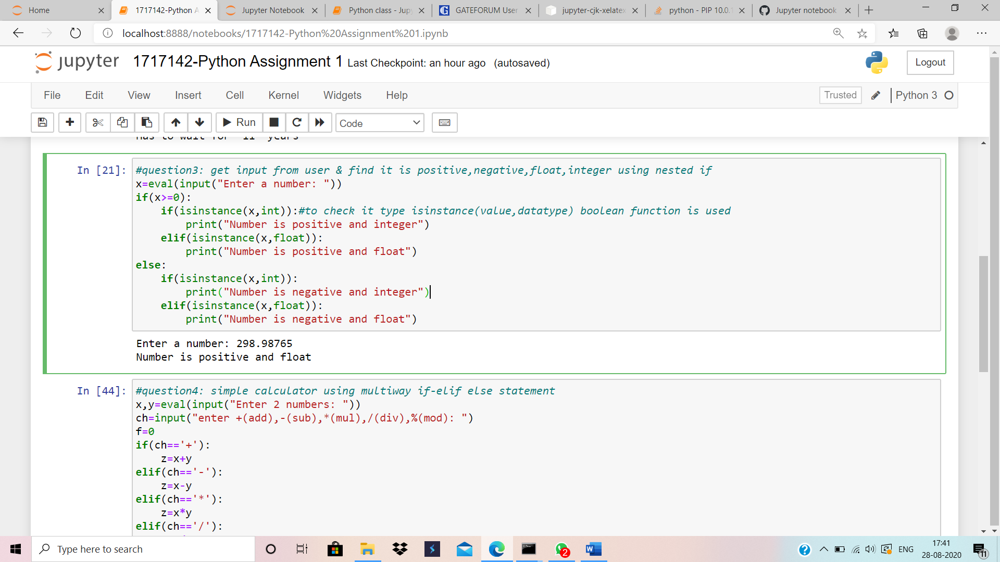 Home
1717142-Python A
Jupyter Notebook
Python class - Jup
GATEFORUM User
jupyter-cjk-xelatex
python - PIP 10.0.1
Jupyter notebook
localhost:8888/notebooks/1717142-Python%20Assignment%201.ipynb
jupyter 1717142-Python Assignment 1 Last Checkpoint: an hour ago (autosaved)
Logout
File Edit View Insert Cell Kernel Widgets Help
Trusted Python 3
Run Code
Has to wait for 11 years
In [21]:
#question3: get input from user & find it is positive,negative,float,integer using nested if
x=eval(input("Enter a number: "))
if(x>=0):
    if(isinstance(x,int)):#to check it type isinstance(value,datatype) boolean function is used
        print("Number is positive and integer")
    elif(isinstance(x,float)):
        print("Number is positive and float")
else:
    if(isinstance(x,int)):
        print("Number is negative and integer")
    elif(isinstance(x,float)):
        print("Number is negative and float")
Enter a number: 298.98765
Number is positive and float
In [44]:
#question4: simple calculator using multiway if-elif else statement
x,y=eval(input("Enter 2 numbers: "))
ch=input("enter +(add),-(sub),*(mul),/(div),%(mod): ")
f=0
if(ch=='+'):
    z=x+y
elif(ch=='-'):
    z=x-y
elif(ch=='*'):
    z=x*y
elif(ch=='/'):
Type here to search
2
W
ENG
17:41
28-08-2020
11